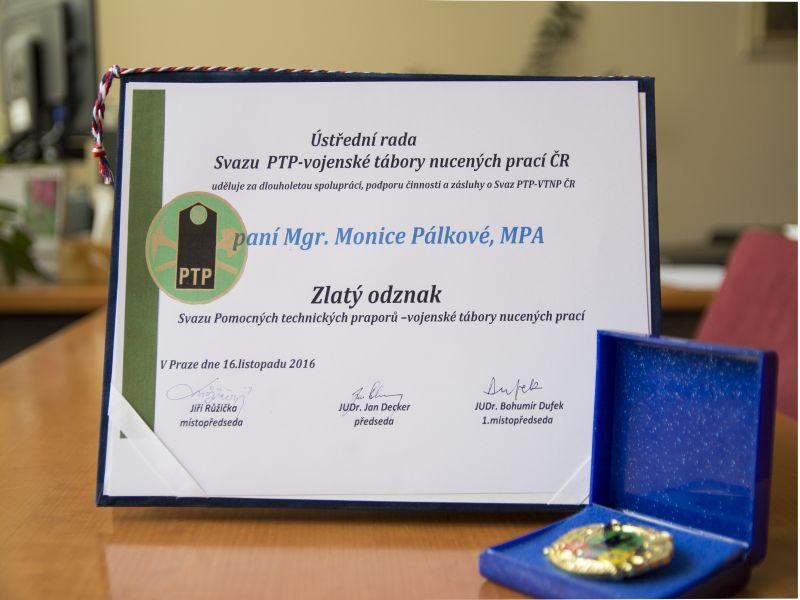 Ústřední rada
Svazu PTP-vojenské tábory nucených prací ČR
uděluje za dlouholetou spolupráci, podporu činnosti a zásluhy o Svaz PTP-VTNP ČR
paní Mgr. Monice Pálkové, MPA
PTP
Zlatý odznak
Svazu Pomocných technických praporů –vojenské tábory nucených prací
V Praze dne 16.listopadu 2016
Dufek
Jiří Růžička JUDr. Jan Decker JUDr. Bohumír Dufek
místopředseda předseda 1.místopředseda